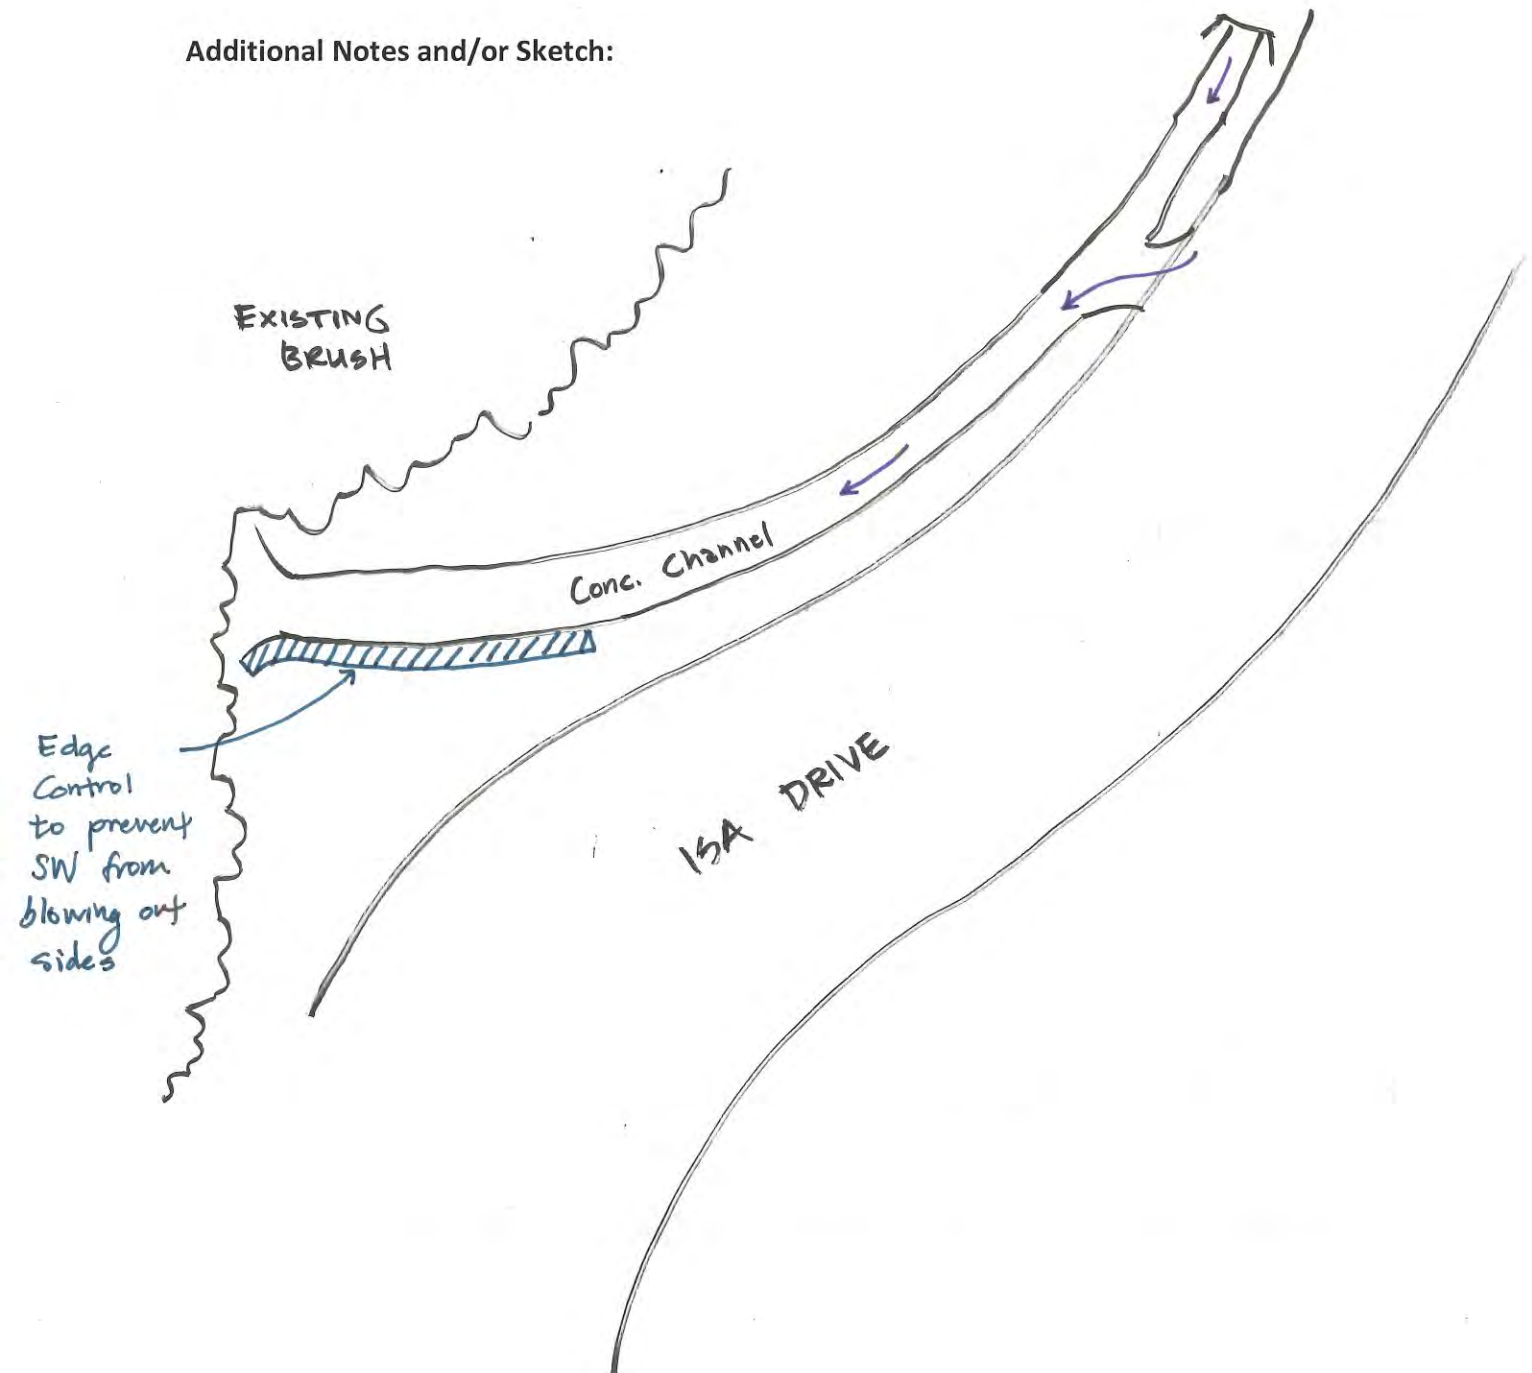 Additional Notes and/or Sketch:
EXISTING
BRUSH
Conc. Channel
ISA DRIVE
Edge
Control
to prevent
SW from
blowing out
sides